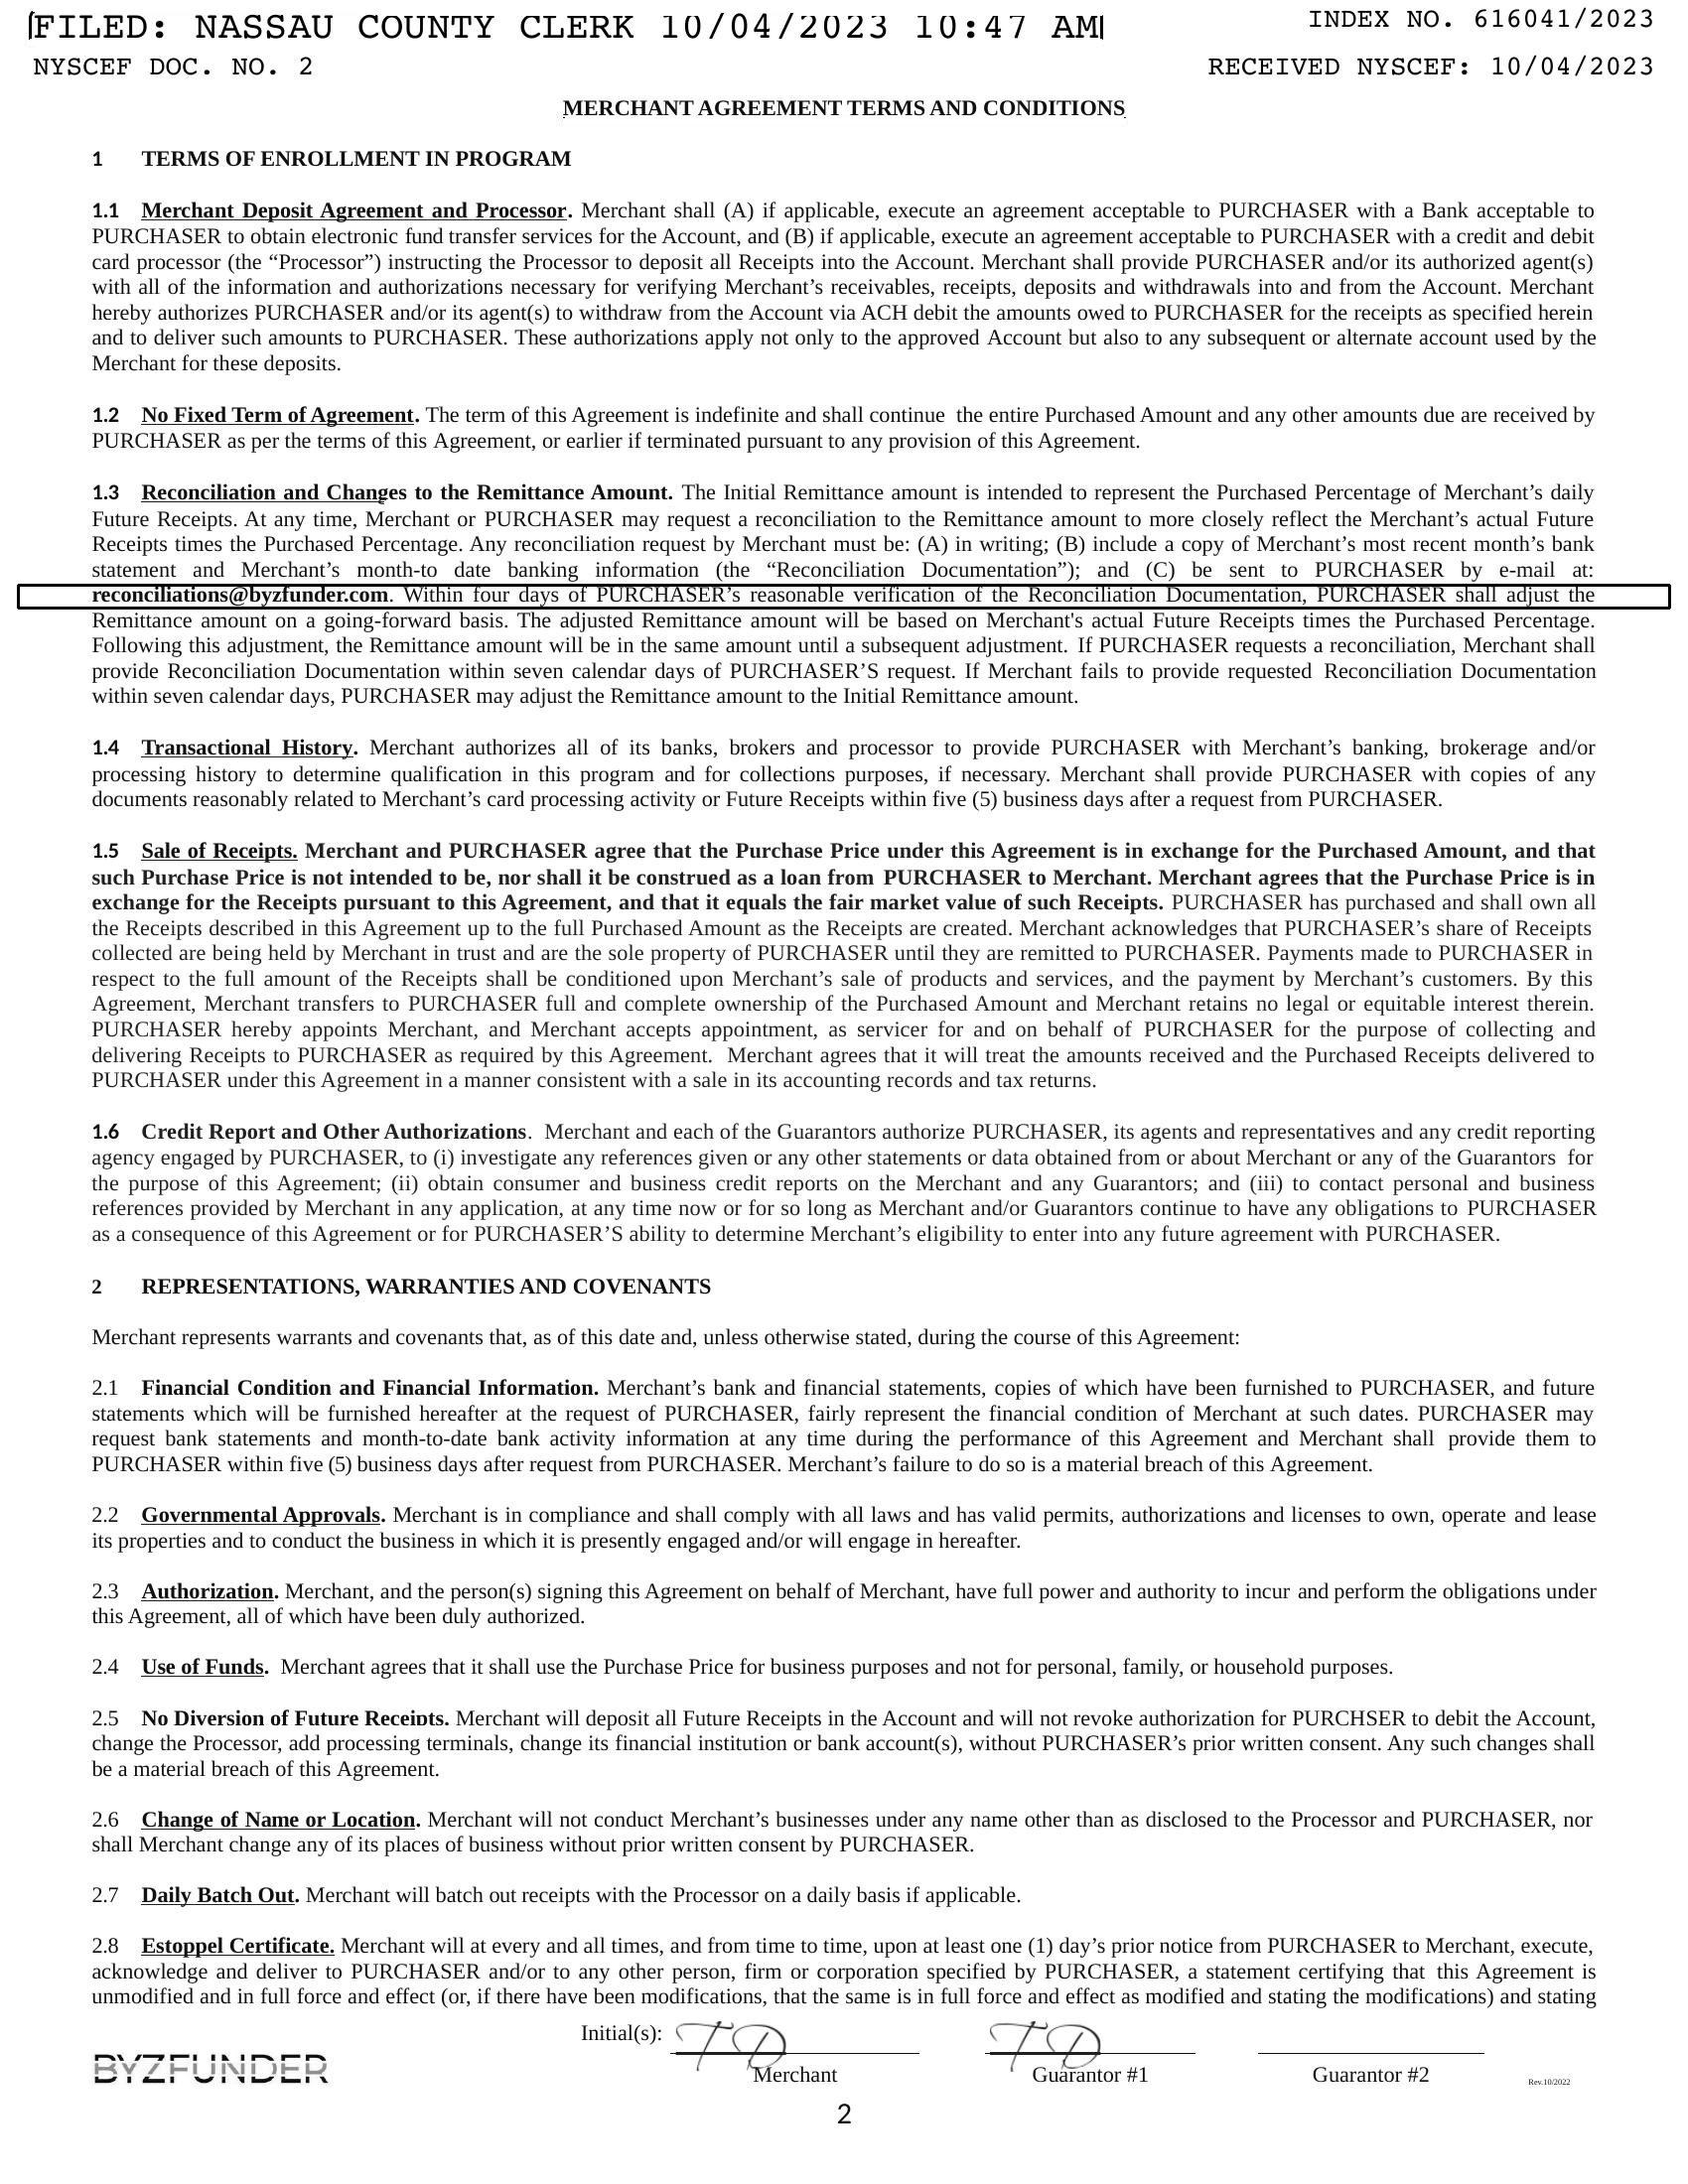 FILED: NASSAU COUNTY CLERK 10/04/2023 10:47 AM
INDEX NO. 616041/2023
NYSCEF DOC. NO. 2
RECEIVED NYSCEF: 10/04/2023
MERCHANT AGREEMENT TERMS AND CONDITIONS
1 TERMS OF ENROLLMENT IN PROGRAM
1.1 Merchant Deposit Agreement and Processor. Merchant shall (A) if applicable, execute an agreement acceptable to PURCHASER with a Bank acceptable to
PURCHASER to obtain electronic fund transfer services for the Account, and (B) if applicable, execute an agreement acceptable to PURCHASER with a credit and debit
card processor (the “Processor”) instructing the Processor to deposit all Receipts into the Account. Merchant shall provide PURCHASER and/or its authorized agent(s)
with all of the information and authorizations necessary for verifying Merchant’s receivables, receipts, deposits and withdrawals into and from the Account. Merchant
hereby authorizes PURCHASER and/or its agent(s) to withdraw from the Account via ACH debit the amounts owed to PURCHASER for the receipts as specified herein
and to deliver such amounts to PURCHASER. These authorizations apply not only to the approved Account but also to any subsequent or alternate account used by the
Merchant for these deposits.
1.2 No Fixed Term of Agreement. The term of this Agreement is indefinite and shall continue the entire Purchased Amount and any other amounts due are received by
PURCHASER as per the terms of this Agreement, or earlier if terminated pursuant to any provision of this Agreement.
1.3 Reconciliation and Changes to the Remittance Amount. The Initial Remittance amount is intended to represent the Purchased Percentage of Merchant’s daily
Future Receipts. At any time, Merchant or PURCHASER may request a reconciliation to the Remittance amount to more closely reflect the Merchant’s actual Future
Receipts times the Purchased Percentage. Any reconciliation request by Merchant must be: (A) in writing; (B) include a copy of Merchant’s most recent month’s bank
statement and Merchant’s month-to date banking information (the “Reconciliation Documentation”); and (C) be sent to PURCHASER by e-mail at:
reconciliations@byzfunder.com. Within four days of PURCHASER’s reasonable verification of the Reconciliation Documentation, PURCHASER shall adjust the
Remittance amount on a going-forward basis. The adjusted Remittance amount will be based on Merchant's actual Future Receipts times the Purchased Percentage.
Following this adjustment, the Remittance amount will be in the same amount until a subsequent adjustment. If PURCHASER requests a reconciliation, Merchant shall
provide Reconciliation Documentation within seven calendar days of PURCHASER’S request. If Merchant fails to provide requested Reconciliation Documentation
within seven calendar days, PURCHASER may adjust the Remittance amount to the Initial Remittance amount.
1.4 Transactional History. Merchant authorizes all of its banks, brokers and processor to provide PURCHASER with Merchant’s banking, brokerage and/or
processing history to determine qualification in this program and for collections purposes, if necessary. Merchant shall provide PURCHASER with copies of any
documents reasonably related to Merchant’s card processing activity or Future Receipts within five (5) business days after a request from PURCHASER.
1.5 Sale of Receipts. Merchant and PURCHASER agree that the Purchase Price under this Agreement is in exchange for the Purchased Amount, and that
such Purchase Price is not intended to be, nor shall it be construed as a loan from PURCHASER to Merchant. Merchant agrees that the Purchase Price is in
exchange for the Receipts pursuant to this Agreement, and that it equals the fair market value of such Receipts. PURCHASER has purchased and shall own all
the Receipts described in this Agreement up to the full Purchased Amount as the Receipts are created. Merchant acknowledges that PURCHASER’s share of Receipts
collected are being held by Merchant in trust and are the sole property of PURCHASER until they are remitted to PURCHASER. Payments made to PURCHASER in
respect to the full amount of the Receipts shall be conditioned upon Merchant’s sale of products and services, and the payment by Merchant’s customers. By this
Agreement, Merchant transfers to PURCHASER full and complete ownership of the Purchased Amount and Merchant retains no legal or equitable interest therein.
PURCHASER hereby appoints Merchant, and Merchant accepts appointment, as servicer for and on behalf of PURCHASER for the purpose of collecting and
delivering Receipts to PURCHASER as required by this Agreement. Merchant agrees that it will treat the amounts received and the Purchased Receipts delivered to
PURCHASER under this Agreement in a manner consistent with a sale in its accounting records and tax returns.
1.6 Credit Report and Other Authorizations. Merchant and each of the Guarantors authorize PURCHASER, its agents and representatives and any credit reporting
agency engaged by PURCHASER, to (i) investigate any references given or any other statements or data obtained from or about Merchant or any of the Guarantors for
the purpose of this Agreement; (ii) obtain consumer and business credit reports on the Merchant and any Guarantors; and (iii) to contact personal and business
references provided by Merchant in any application, at any time now or for so long as Merchant and/or Guarantors continue to have any obligations to PURCHASER
as a consequence of this Agreement or for PURCHASER’S ability to determine Merchant’s eligibility to enter into any future agreement with PURCHASER.
2 REPRESENTATIONS, WARRANTIES AND COVENANTS
Merchant represents warrants and covenants that, as of this date and, unless otherwise stated, during the course of this Agreement:
2.1 Financial Condition and Financial Information. Merchant’s bank and financial statements, copies of which have been furnished to PURCHASER, and future
statements which will be furnished hereafter at the request of PURCHASER, fairly represent the financial condition of Merchant at such dates. PURCHASER may
request bank statements and month-to-date bank activity information at any time during the performance of this Agreement and Merchant shall provide them to
PURCHASER within five (5) business days after request from PURCHASER. Merchant’s failure to do so is a material breach of this Agreement.
2.2 Governmental Approvals. Merchant is in compliance and shall comply with all laws and has valid permits, authorizations and licenses to own, operate and lease
its properties and to conduct the business in which it is presently engaged and/or will engage in hereafter.
2.3 Authorization. Merchant, and the person(s) signing this Agreement on behalf of Merchant, have full power and authority to incur and perform the obligations under
this Agreement, all of which have been duly authorized.
2.4 Use of Funds. Merchant agrees that it shall use the Purchase Price for business purposes and not for personal, family, or household purposes.
2.5 No Diversion of Future Receipts. Merchant will deposit all Future Receipts in the Account and will not revoke authorization for PURCHSER to debit the Account,
change the Processor, add processing terminals, change its financial institution or bank account(s), without PURCHASER’s prior written consent. Any such changes shall
be a material breach of this Agreement.
2.6 Change of Name or Location. Merchant will not conduct Merchant’s businesses under any name other than as disclosed to the Processor and PURCHASER, nor
shall Merchant change any of its places of business without prior written consent by PURCHASER.
2.7 Daily Batch Out. Merchant will batch out receipts with the Processor on a daily basis if applicable.
2.8 Estoppel Certificate. Merchant will at every and all times, and from time to time, upon at least one (1) day’s prior notice from PURCHASER to Merchant, execute,
acknowledge and deliver to PURCHASER and/or to any other person, firm or corporation specified by PURCHASER, a statement certifying that this Agreement is
unmodified and in full force and effect (or, if there have been modifications, that the same is in full force and effect as modified and stating the modifications) and stating
Initial(s): TD TD
BYZFUNDER
Merchant Guarantor #1 Guarantor #2
Rev.10/2022
2